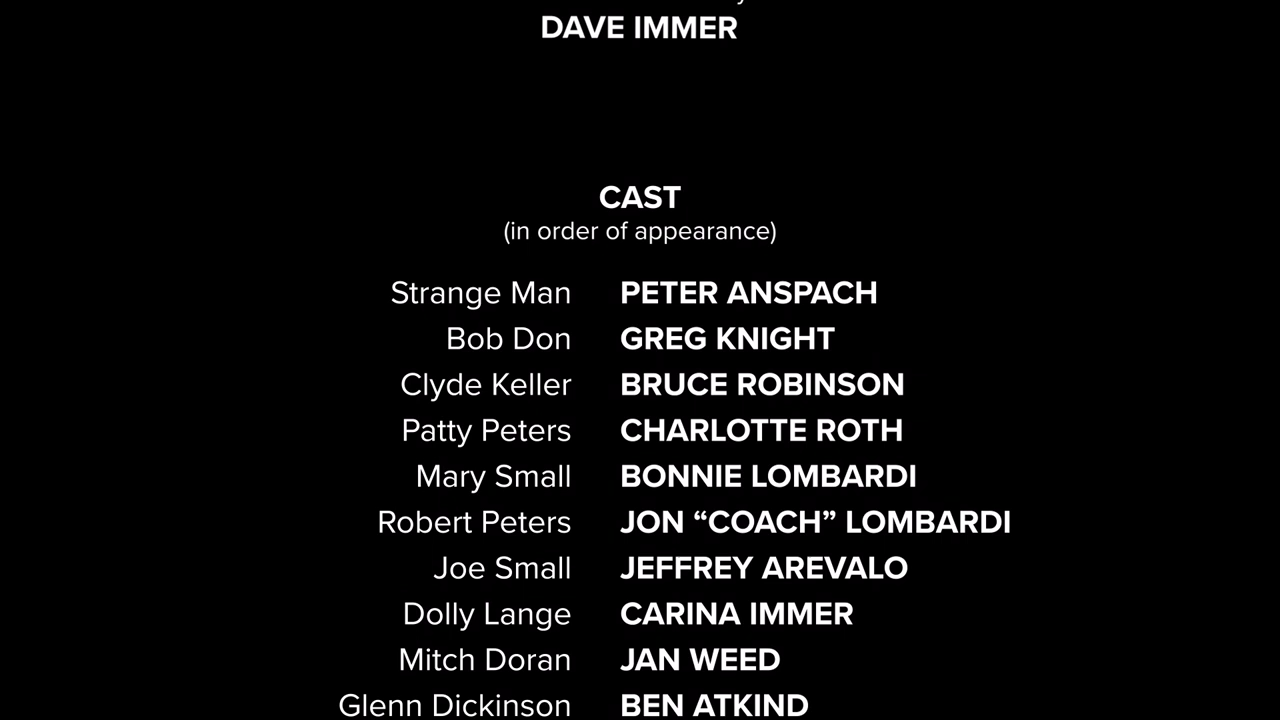 DAVE IMMER
CAST
(in order of appearance)
Strange Man PETER ANSPACH
Bob Don GREG KNIGHT
Clyde Keller BRUCE ROBINSON
Patty Peters CHARLOTTE ROTH
Mary Small BONNIE LOMBARDI
Robert Peters JON “COACH” LOMBARDI
Joe Small JEFFREY AREVALO
Dolly Lange CARINA IMMER
Mitch Doran JAN WEED
Glenn Dickinson BEN ATKIND